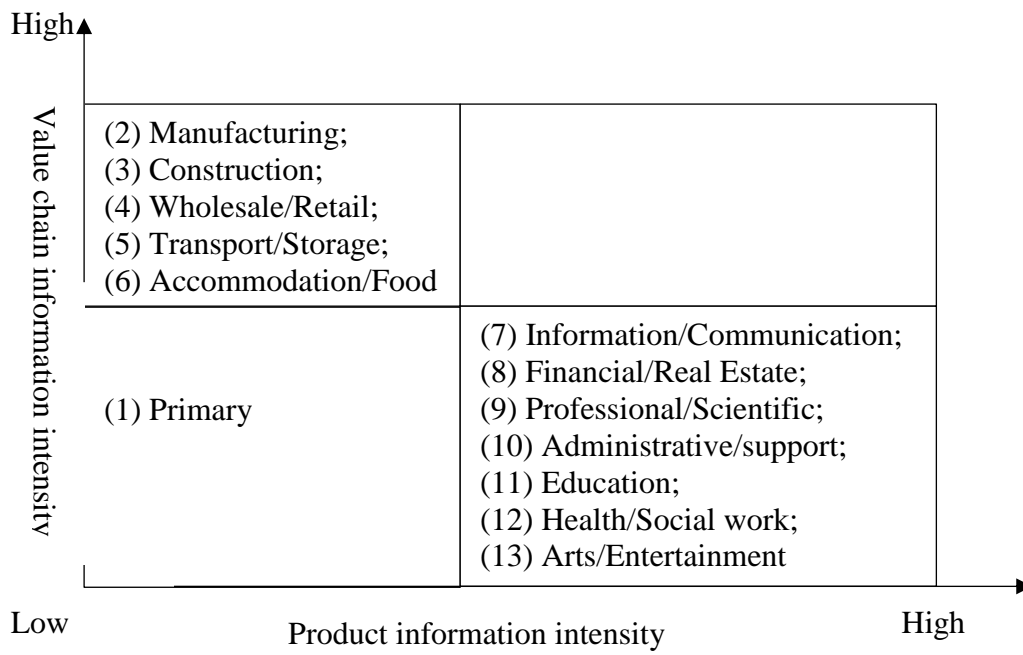 High
Value chain information intensity
(2) Manufacturing;
(3) Construction;
(4) Wholesale/Retail;
(5) Transport/Storage;
(6) Accommodation/Food
(1) Primary
(7) Information/Communication;
(8) Financial/Real Estate;
(9) Professional/Scientific;
(10) Administrative/support;
(11) Education;
(12) Health/Social work;
(13) Arts/Entertainment
Low
Product information intensity
High